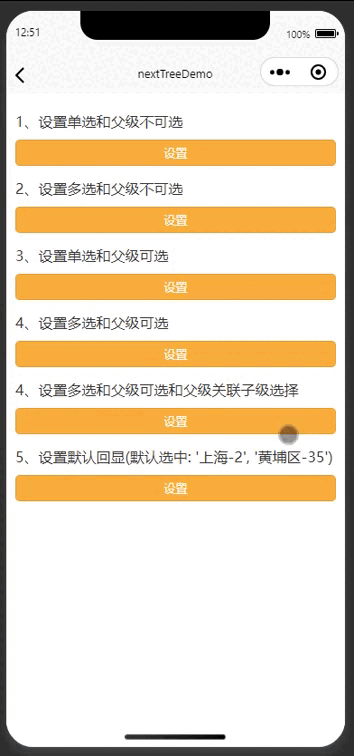 12:51
100%
nextTreeDemo
1、设置单选和父级不可选
设置
2、设置多选和父级不可选
设置
3、设置单选和父级可选
设置
4、设置多选和父级可选
设置
4、设置多选和父级可选和父级关联子级选择
设置
5、设置默认回显(默认选中: '上海-2', '黄埔区-35')
设置